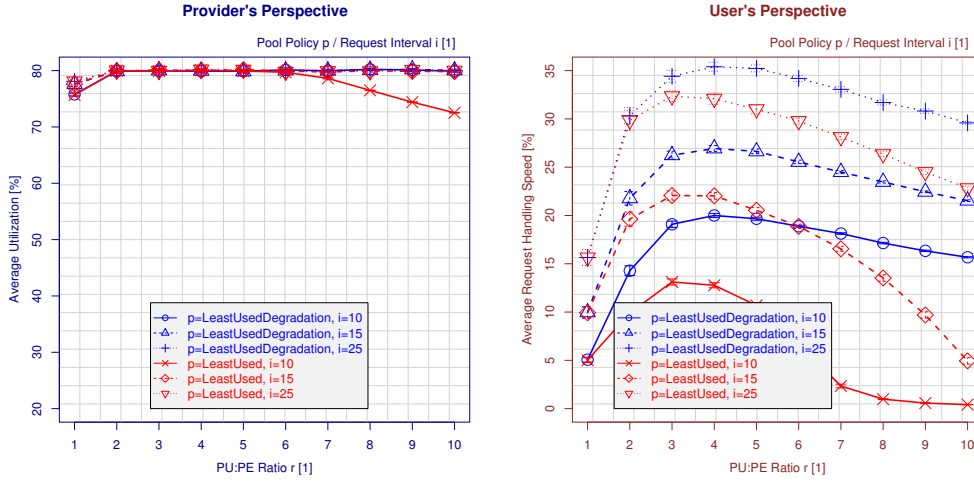 Provider's Perspective
Pool Policy p / Request Interval i [1]
Average Utilization [%]
80
70
60
50
40
30
20
p=LeastUsedDegradation, i=10
p=LeastUsedDegradation, i=15
p=LeastUsedDegradation, i=25
p=LeastUsed, i=10
p=LeastUsed, i=15
p=LeastUsed, i=25
1 2 3 4 5 6 7 8 9 10
PU:PE Ratio r [1]
User's Perspective
Pool Policy p / Request Interval i [1]
Average Request Handling Speed [%]
35
30
25
20
15
10
5
0
p=LeastUsedDegradation, i=10
p=LeastUsedDegradation, i=15
p=LeastUsedDegradation, i=25
p=LeastUsed, i=10
p=LeastUsed, i=15
p=LeastUsed, i=25
1 2 3 4 5 6 7 8 9 10
PU:PE Ratio r [1]